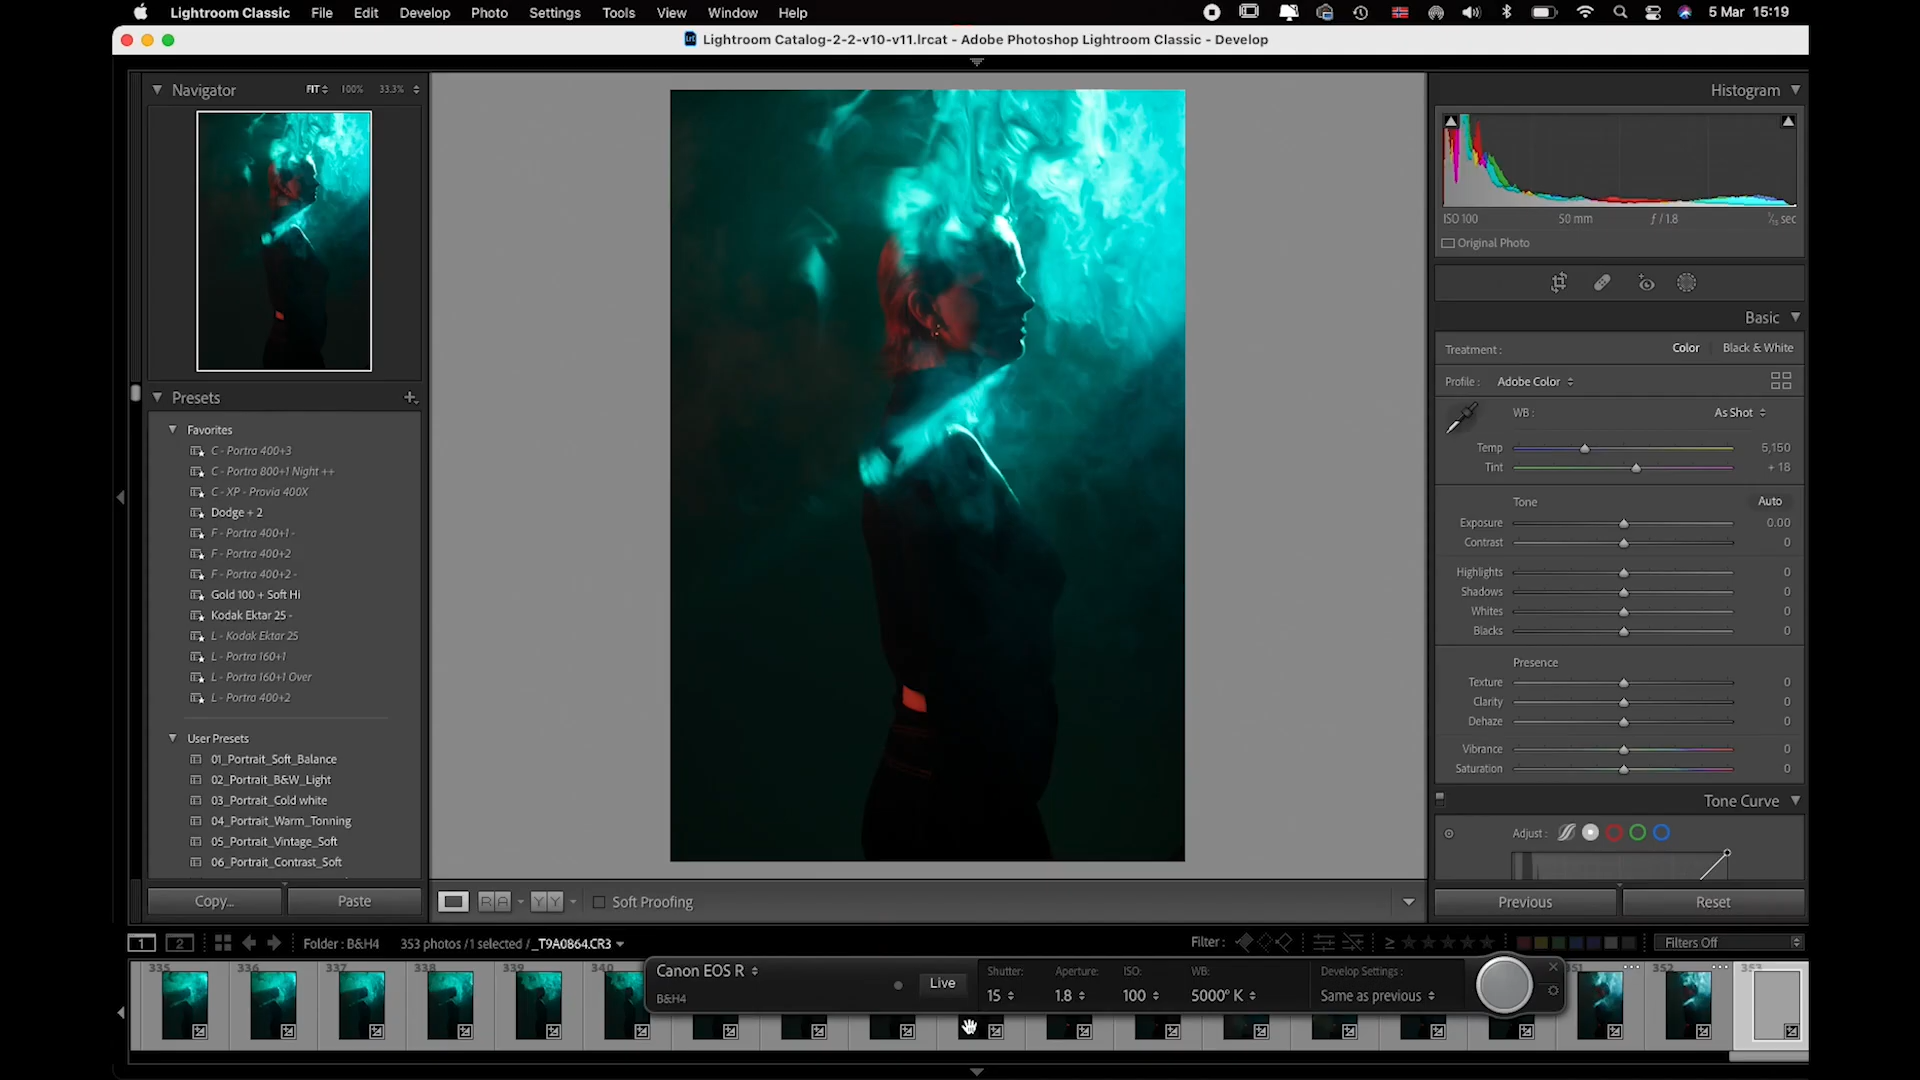 Lightroom Classic File Edit Develop Photo Settings Tools View Window Help 5 Mar 15:19
Lightroom Catalog-2-2-v10-v11.lrcat - Adobe Photoshop Lightroom Classic - Develop
Navigator FIT 100% 33.3%
Presets
Favorites
C - Portra 400+3
C - Portra 800+1 Night ++
C - XP - Provia 400X
Dodge + 2
F - Portra 400+1 -
F - Portra 400+2
F - Portra 400+2 -
Gold 100 + Soft Hi
Kodak Ektar 25 -
L - Kodak Ektar 25
L - Portra 160+1
L - Portra 160+1 Over
L - Portra 400+2
User Presets
01_Portrait_Soft_Balance
02_Portrait_B&W_Light
03_Portrait_Cold white
04_Portrait_Warm_Tonning
05_Portrait_Vintage_Soft
06_Portrait_Contrast_Soft
Copy... Paste
R A Y Y Soft Proofing
Histogram
ISO 100 50 mm f / 1.8 1/15 sec
Original Photo
Basic
Treatment : Color Black & White
Profile : Adobe Color
WB : As Shot
Temp 5,150
Tint + 18
Tone Auto
Exposure 0.00
Contrast 0
Highlights 0
Shadows 0
Whites 0
Blacks 0
Presence
Texture 0
Clarity 0
Dehaze 0
Vibrance 0
Saturation 0
Tone Curve
Adjust :
Previous Reset
1 2 Folder : B&H4 353 photos /1 selected /_T9A0864.CR3 Filter : ≥ Filters Off
335 336 337 338 339 340 351 352 353
Canon EOS R
B&H4
Live
Shutter: Aperture: ISO: WB: Develop Settings :
15 1.8 100 5000° K Same as previous